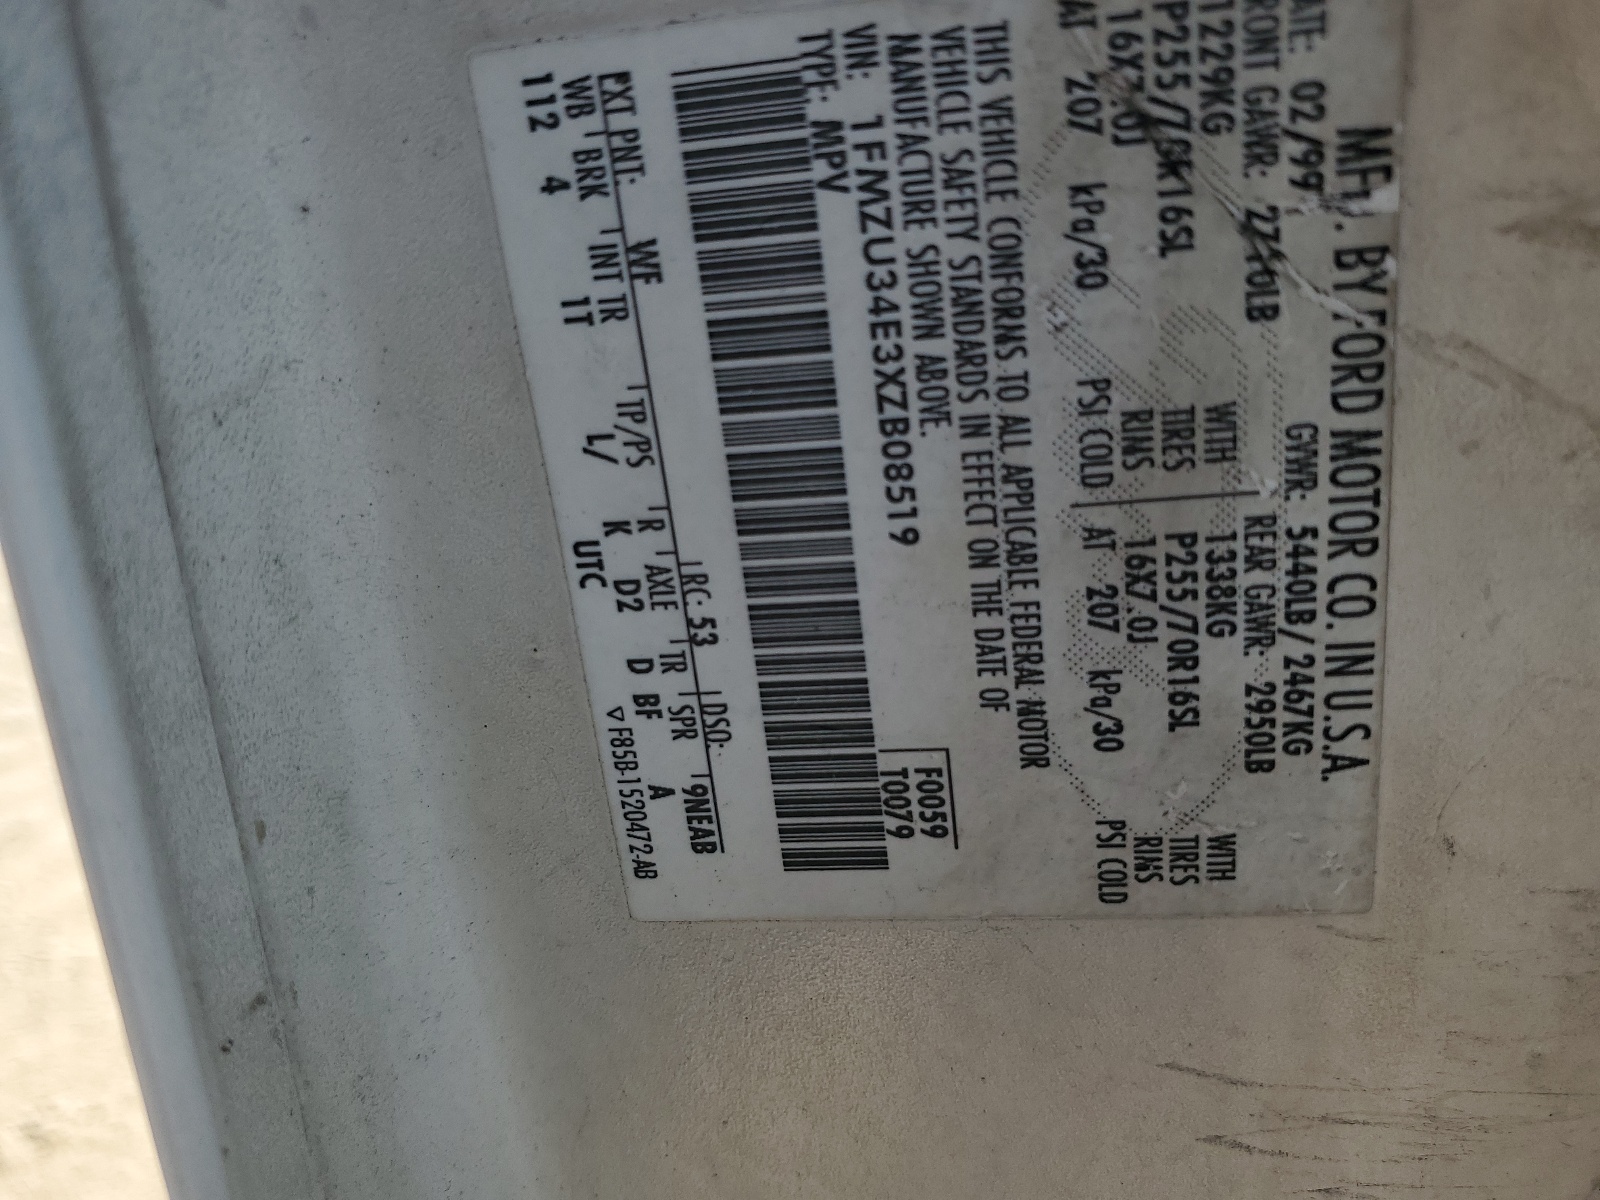 MFD. BY FORD MOTOR CO. IN U.S.A.
DATE: 02/99 GVWR: 5440LB/2467KG
FRONT GAWR: 2710LB REAR GAWR: 2950LB
1229KG WITH 1338KG WITH
P255/70R16SL TIRES P255/70R16SL TIRES
16X7.0J RIMS 16X7.0J RIMS
AT 207 kPa/30 PSI COLD AT 207 kPa/30 PSI COLD
THIS VEHICLE CONFORMS TO ALL APPLICABLE FEDERAL MOTOR
VEHICLE SAFETY STANDARDS IN EFFECT ON THE DATE OF
MANUFACTURE SHOWN ABOVE.
VIN: 1FMZU34E3XZB08519 F0059
TYPE: MPV T0079
EXT PNT: WF RC: 53 DSO:
WB BRK INT TR TP/PS R AXLE TR SPR 9NEAB
112 4 1T L/ K D2 D BF A
UTC ▽F85B-1520472-AB